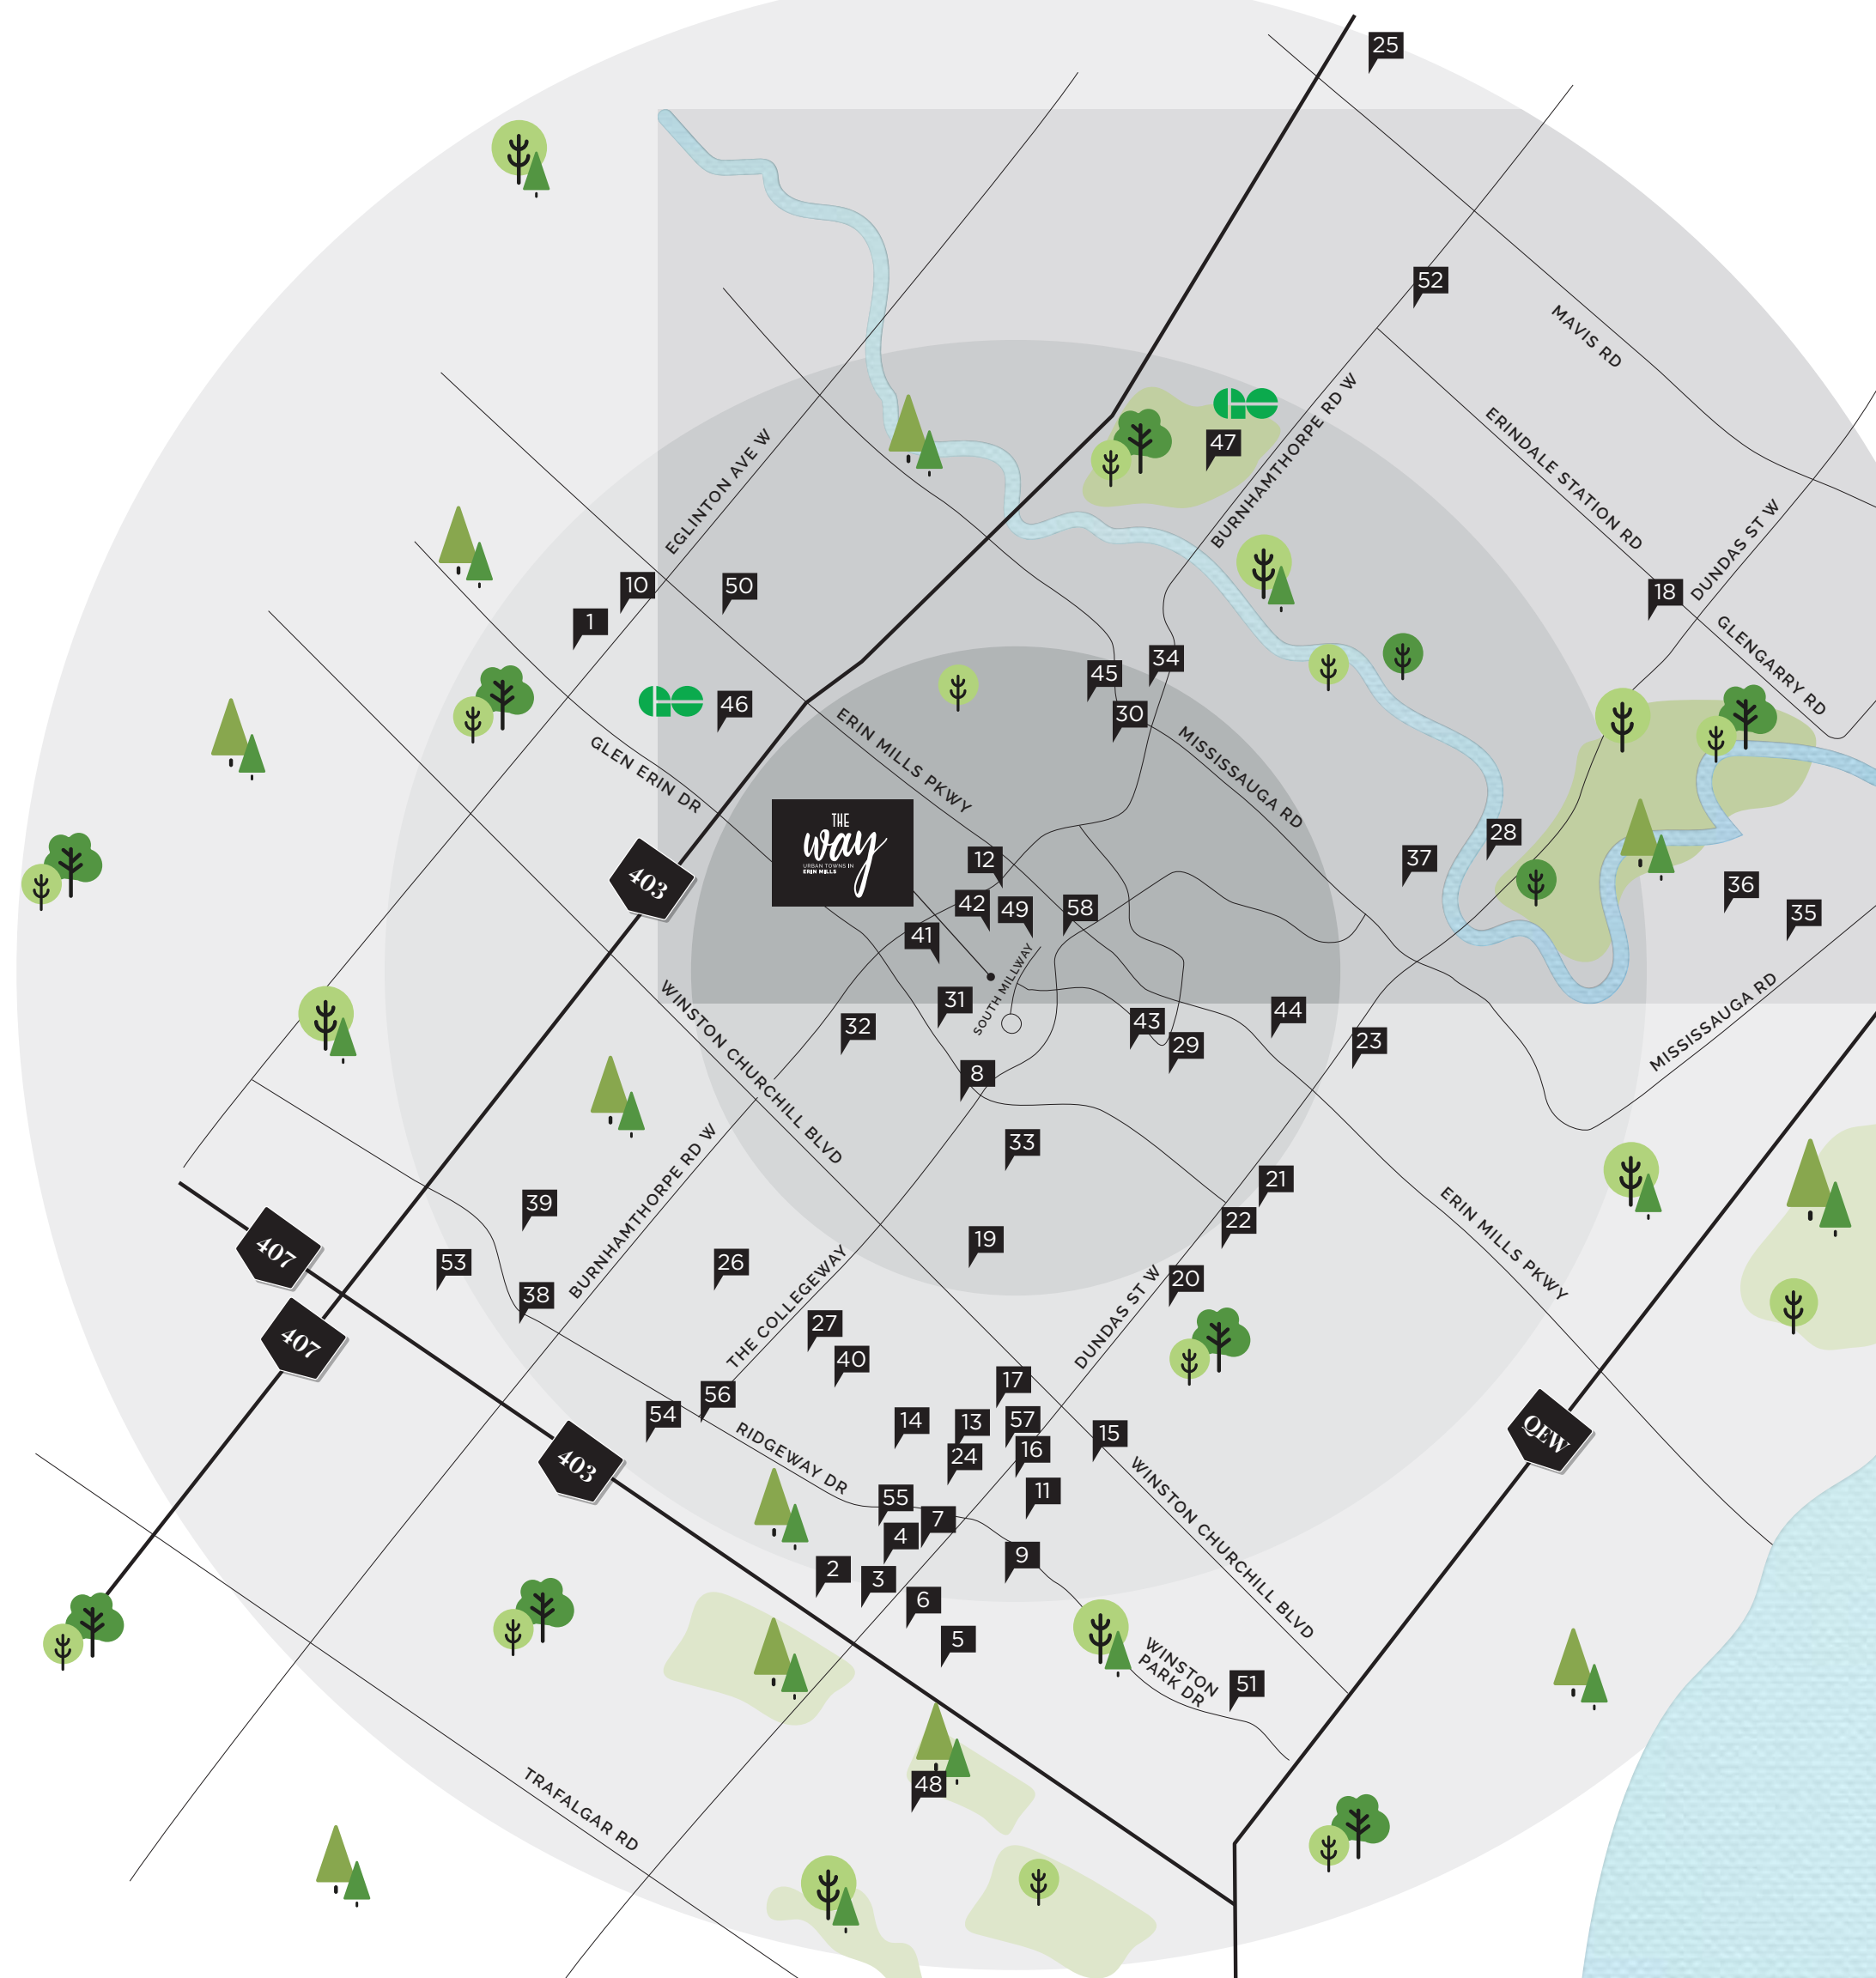 25
52
MAVIS RD
BURNHAMTHORPE RD W
47
ERINDALE STATION RD
EGLINTON AVE W
DUNDAS ST W
10
50
18
1
GLENGARRY RD
34
45
46
30
ERIN MILLS PKWY
MISSISSAUGA RD
GLEN ERIN DR
THE
way
URBAN TOWNS IN
ERIN MILLS
28
12
37
403
36
42
49
58
35
41
SOUTH MILLWAY
31
44
MISSISSAUGA RD
32
43
23
29
WINSTON CHURCHILL BLVD
8
33
21
39
BURNHAMTHORPE RD W
22
ERIN MILLS PKWY
407
19
53
26
20
38
THE COLLEGEWAY
DUNDAS ST W
27
407
40
17
56
54
14
13
57
15
QEW
16
24
RIDGEWAY DR
403
11
55
7
4
WINSTON CHURCHILL BLVD
9
2
3
6
5
WINSTON
PARK DR
51
48
TRAFALGAR RD